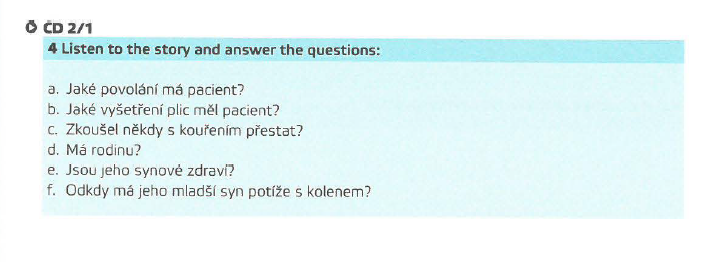 CD 2/1
4 Listen to the story and answer the questions:
a. Jaké povolání má pacient?
b. Jaké vyšetření plic měl pacient?
c. Zkoušel někdy s kouřením přestat?
d. Má rodinu?
e. Jsou jeho synové zdraví?
f. Odkdy má jeho mladší syn potíže s kolenem?